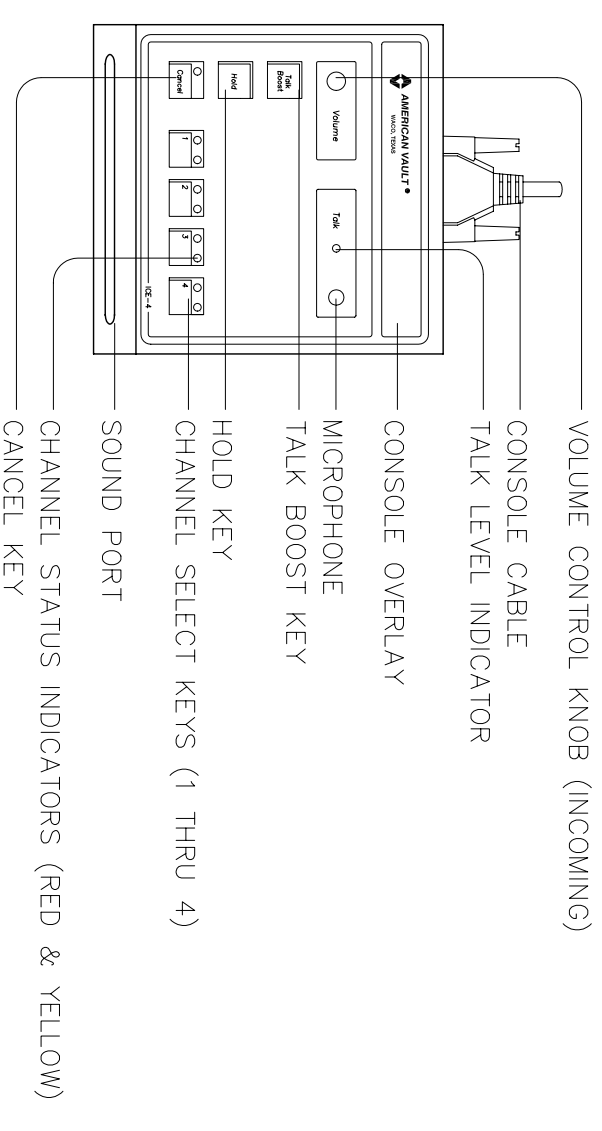 AMERICAN VAULT
WACO, TEXAS
Volume
Talk
Talk
Boost
Hold
Cancel
1
2
3
4
ICE-4
VOLUME CONTROL KNOB (INCOMING)
CONSOLE CABLE
TALK LEVEL INDICATOR
CONSOLE OVERLAY
MICROPHONE
TALK BOOST KEY
HOLD KEY
CHANNEL SELECT KEYS (1 THRU 4)
SOUND PORT
CHANNEL STATUS INDICATORS (RED & YELLOW)
CANCEL KEY